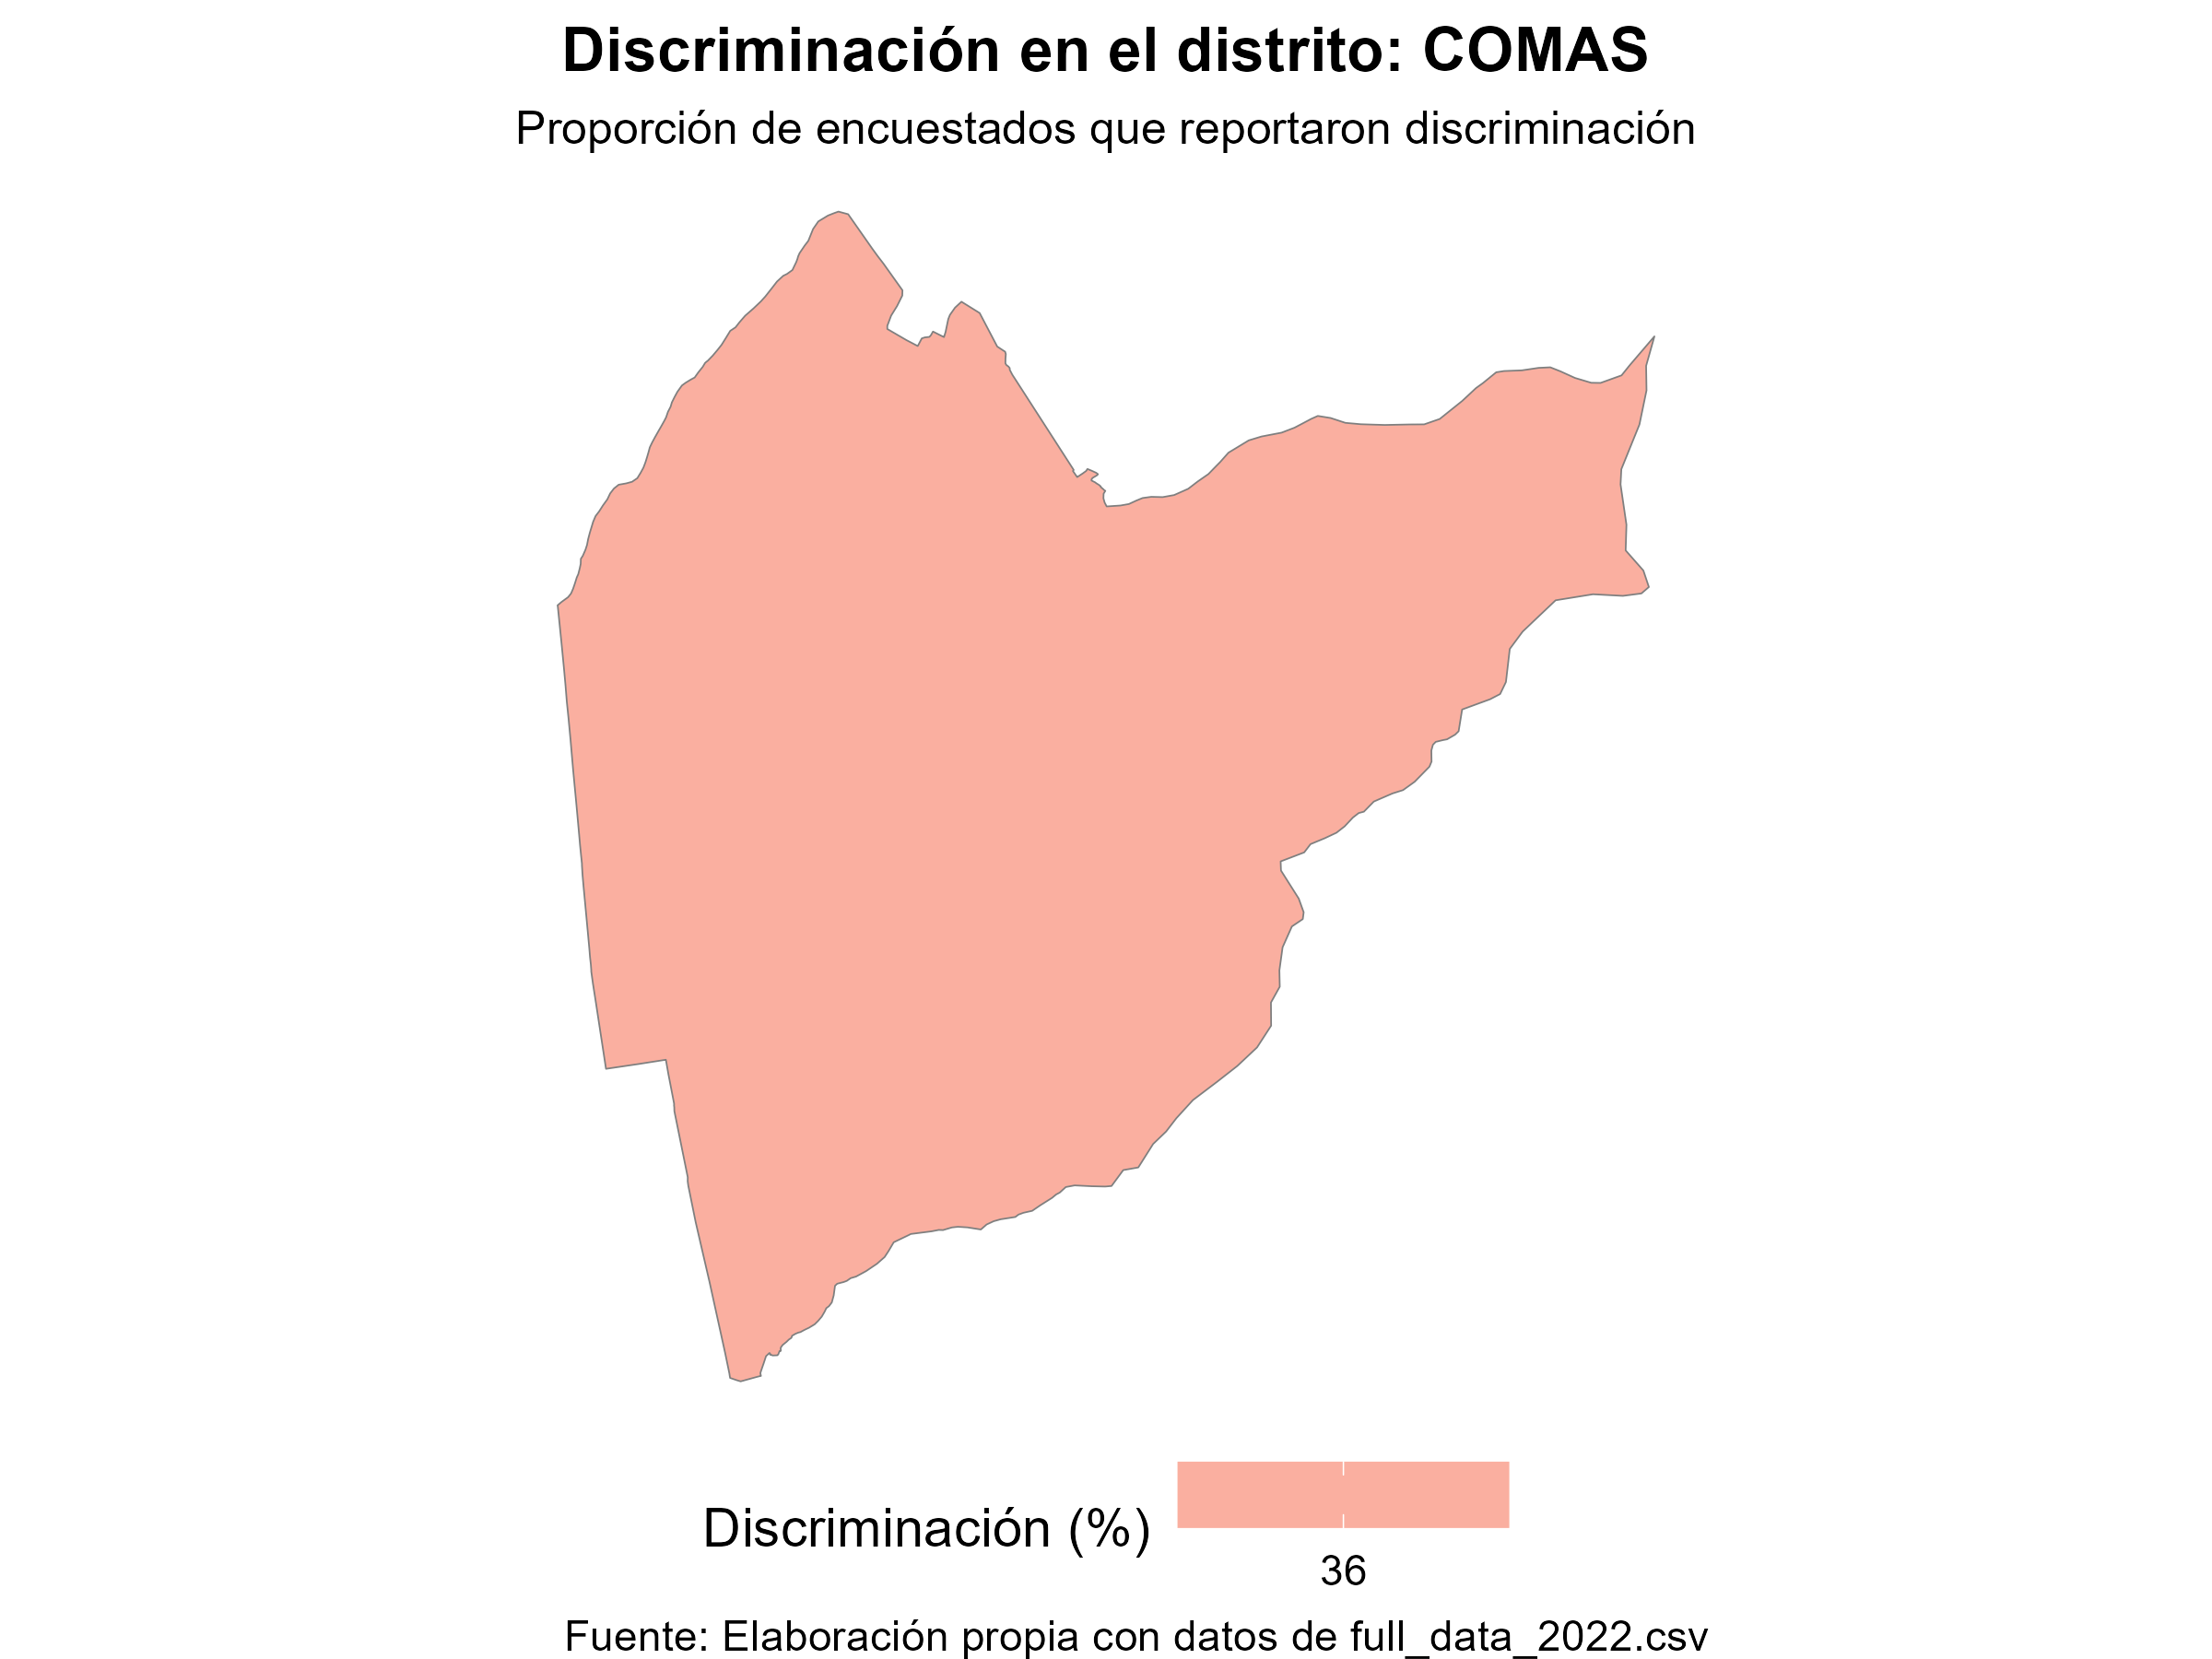 Discriminación en el distrito: COMAS
Proporción de encuestados que reportaron discriminación
Discriminación (%)
36
Fuente: Elaboración propia con datos de full_data_2022.csv